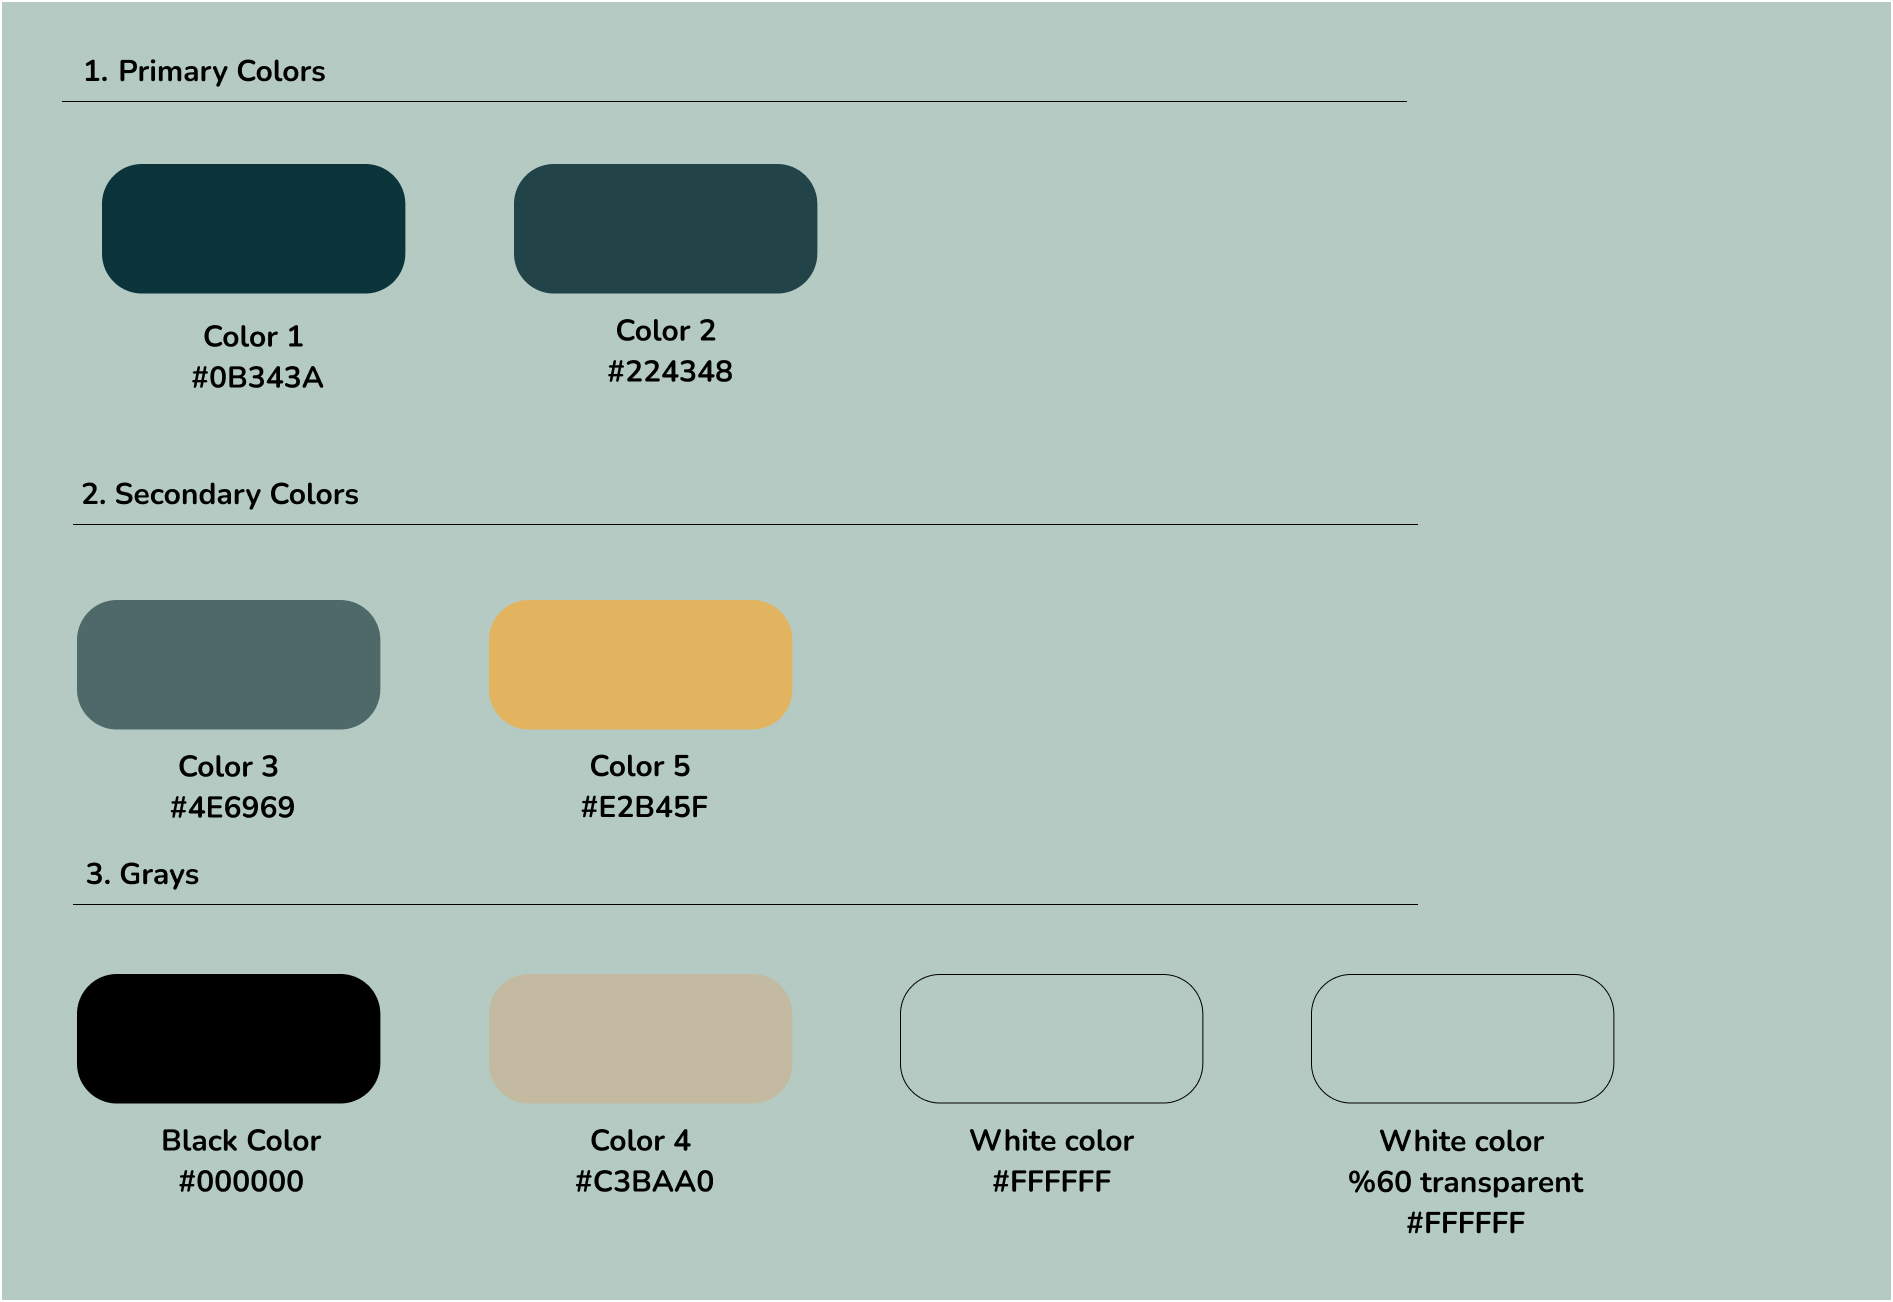 1. Primary Colors
Color 1
#0B343A
Color 2
#224348
2. Secondary Colors
Color 3
#4E6969
Color 5
#E2B45F
3. Grays
Black Color
#000000
Color 4
#C3BAA0
White color
#FFFFFF
White color
%60 transparent
#FFFFFF